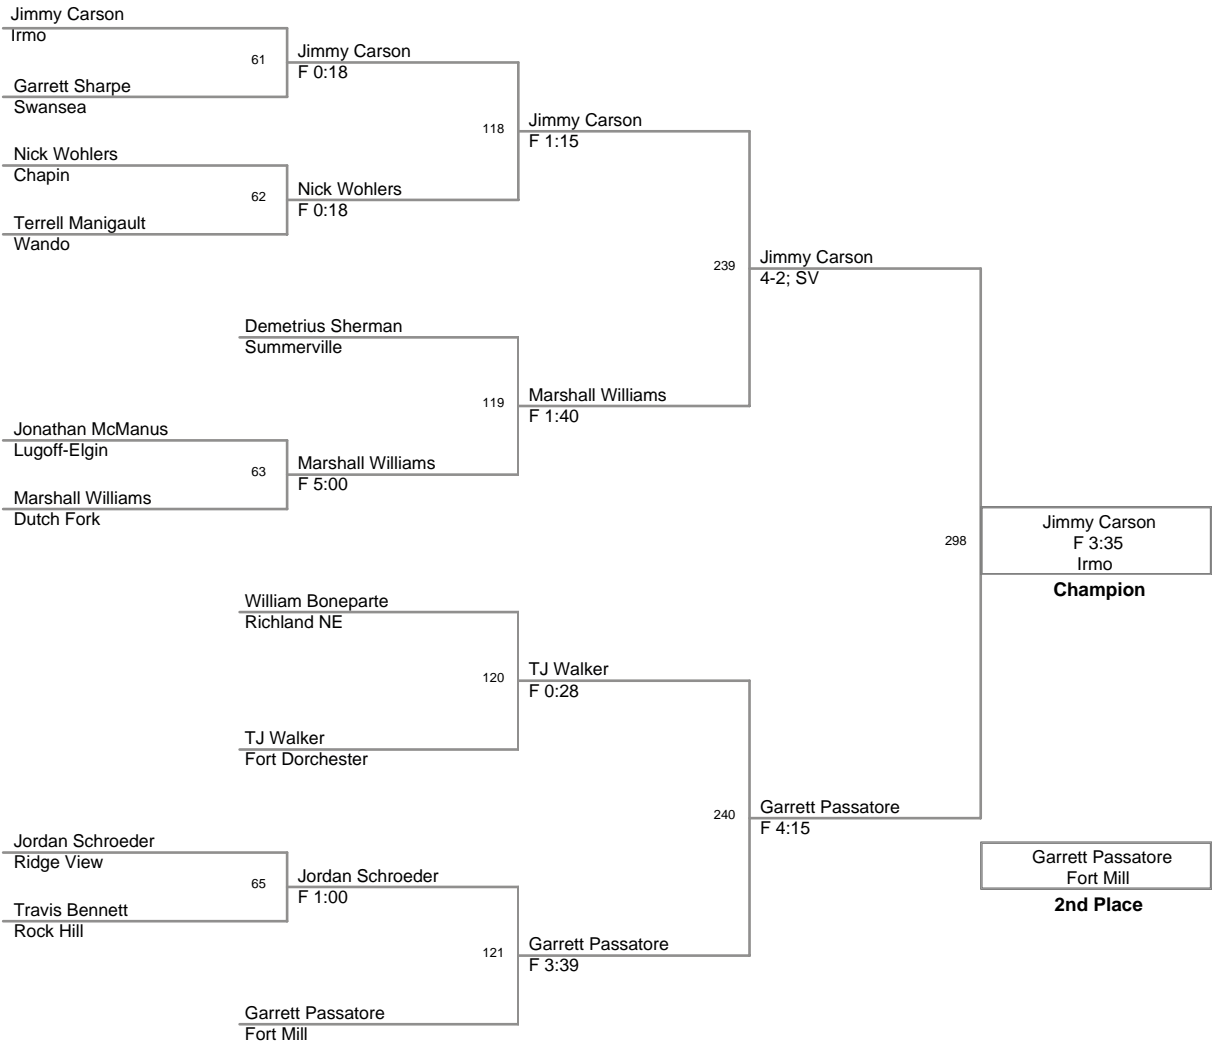 Jimmy Carson
Irmo
61
Jimmy Carson
F 0:18
Garrett Sharpe
Swansea
118
Jimmy Carson
F 1:15
Nick Wohlers
Chapin
62
Nick Wohlers
F 0:18
Terrell Manigault
Wando
239
Jimmy Carson
4-2; SV
Demetrius Sherman
Summerville
119
Marshall Williams
F 1:40
Jonathan McManus
Lugoff-Elgin
63
Marshall Williams
F 5:00
Marshall Williams
Dutch Fork
298
Jimmy Carson
F 3:35
Irmo
Champion
William Boneparte
Richland NE
120
TJ Walker
F 0:28
TJ Walker
Fort Dorchester
240
Garrett Passatore
F 4:15
Jordan Schroeder
Ridge View
65
Jordan Schroeder
F 1:00
Travis Bennett
Rock Hill
Garrett Passatore
Fort Mill
2nd Place
121
Garrett Passatore
F 3:39
Garrett Passatore
Fort Mill